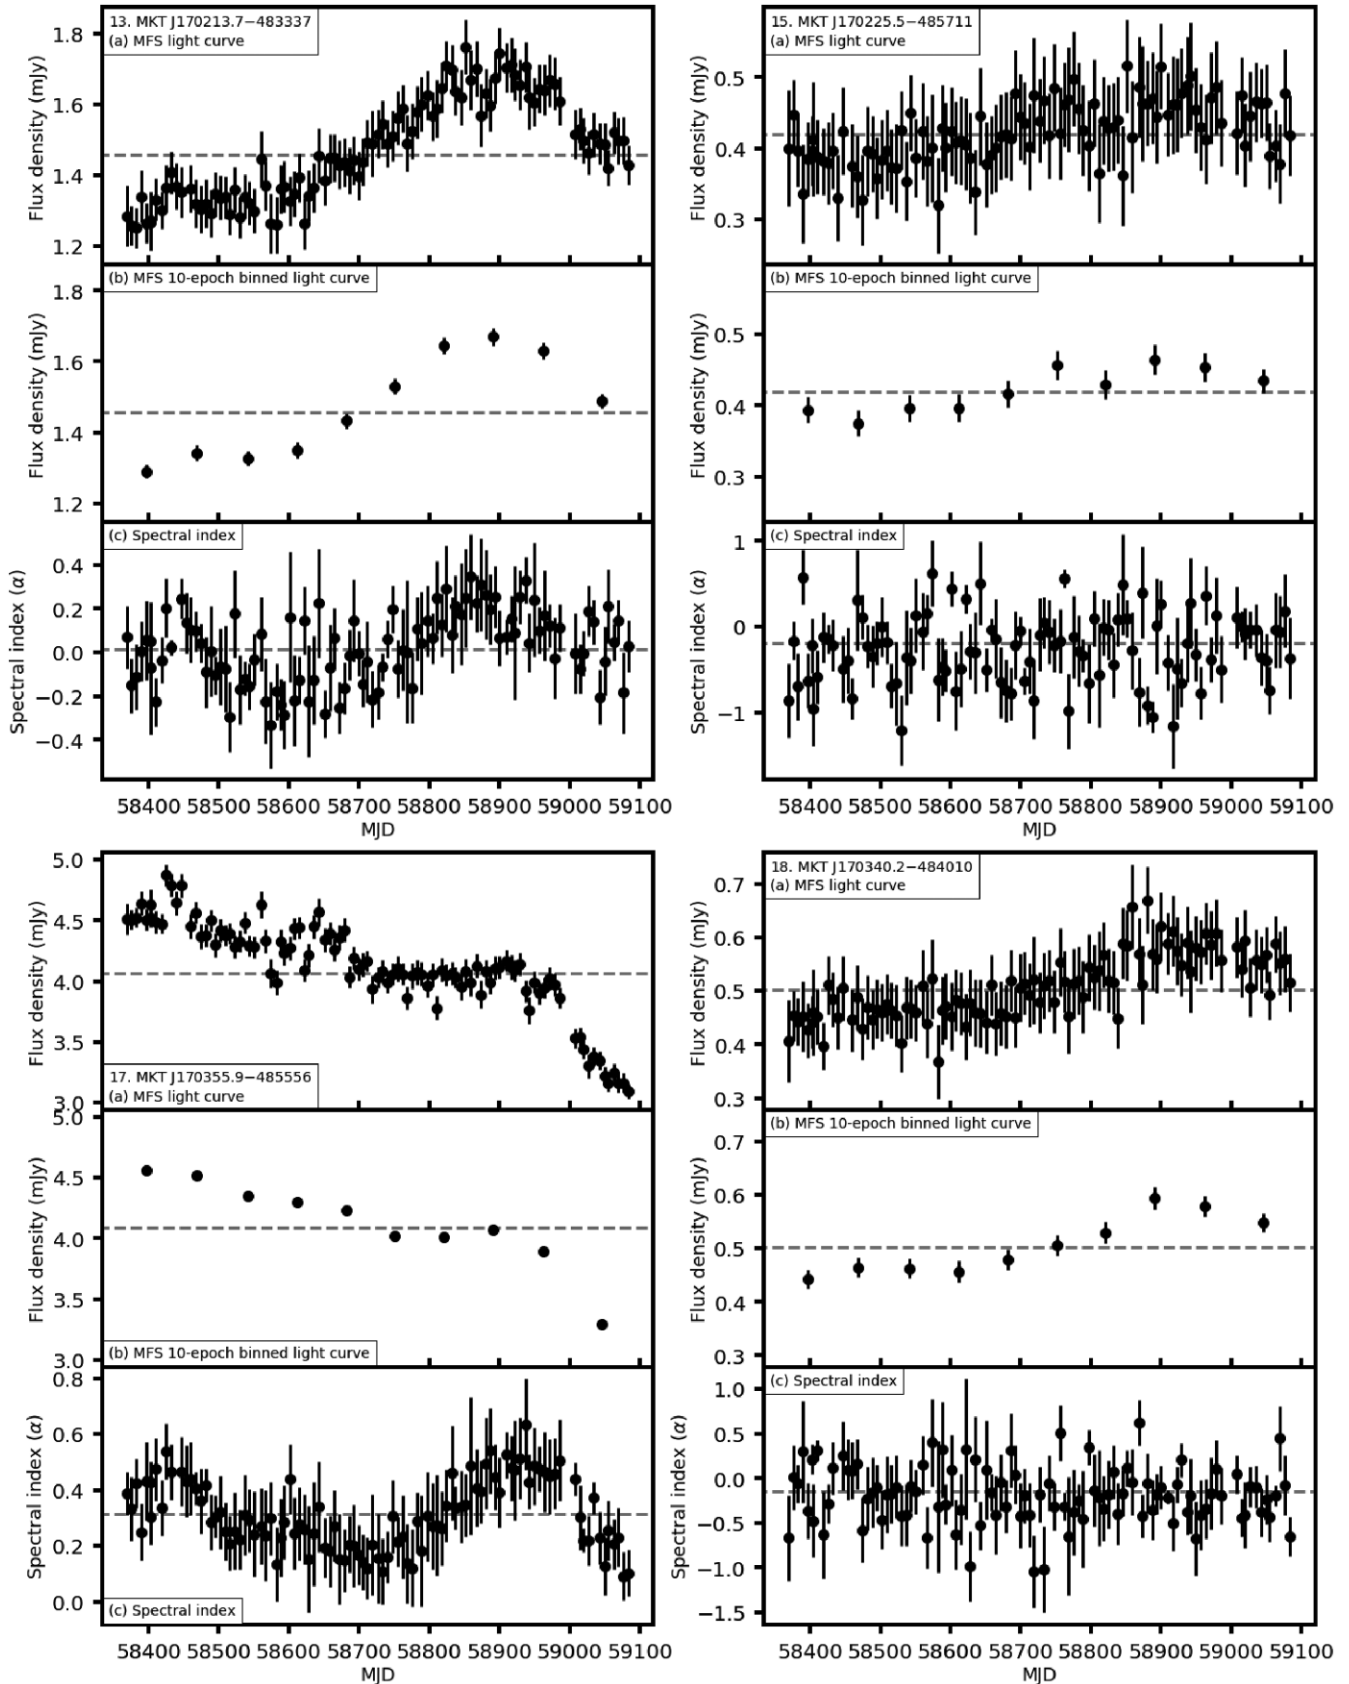 13. MKT J170213.7−483337
(a) MFS light curve
Flux density (mJy)
1.8
1.6
1.4
1.2
(b) MFS 10-epoch binned light curve
Flux density (mJy)
1.8
1.6
1.4
1.2
(c) Spectral index
Spectral index (α)
0.4
0.2
0.0
−0.2
−0.4
58400 58500 58600 58700 58800 58900 59000 59100
MJD
15. MKT J170225.5−485711
(a) MFS light curve
Flux density (mJy)
0.5
0.4
0.3
(b) MFS 10-epoch binned light curve
Flux density (mJy)
0.5
0.4
0.3
(c) Spectral index
Spectral index (α)
1
0
−1
58400 58500 58600 58700 58800 58900 59000 59100
MJD
17. MKT J170355.9−485556
(a) MFS light curve
Flux density (mJy)
5.0
4.5
4.0
3.5
3.0
(b) MFS 10-epoch binned light curve
Flux density (mJy)
5.0
4.5
4.0
3.5
3.0
(c) Spectral index
Spectral index (α)
0.8
0.6
0.4
0.2
0.0
58400 58500 58600 58700 58800 58900 59000 59100
MJD
18. MKT J170340.2−484010
(a) MFS light curve
Flux density (mJy)
0.7
0.6
0.5
0.4
0.3
(b) MFS 10-epoch binned light curve
Flux density (mJy)
0.7
0.6
0.5
0.4
0.3
(c) Spectral index
Spectral index (α)
1.0
0.5
0.0
−0.5
−1.0
−1.5
58400 58500 58600 58700 58800 58900 59000 59100
MJD